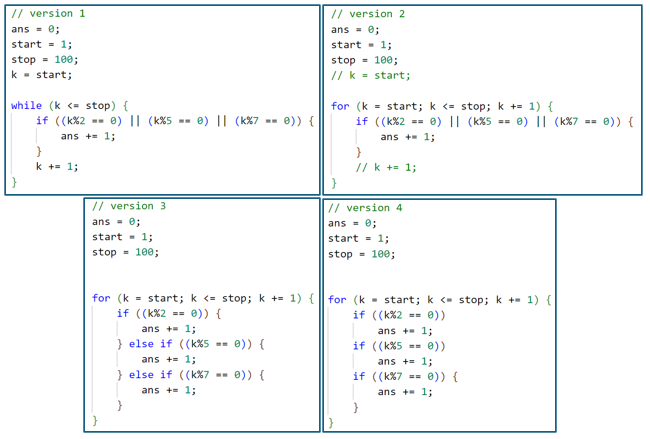 // version 1
ans = 0;
start = 1;
stop = 100;
k = start;
while (k <= stop) {
if ((k%2 == 0) || (k%5 == 0) || (k%7 == 0)) {
ans += 1;
}
k += 1;
}
// version 2
ans = 0;
start = 1;
stop = 100;
// k = start;
for (k = start; k <= stop; k += 1) {
if ((k%2 == 0) || (k%5 == 0) || (k%7 == 0)) {
ans += 1;
}
// k += 1;
}
// version 3
ans = 0;
start = 1;
stop = 100;
for (k = start; k <= stop; k += 1) {
if ((k%2 == 0)) {
ans += 1;
} else if ((k%5 == 0)) {
ans += 1;
} else if ((k%7 == 0)) {
ans += 1;
}
}
// version 4
ans = 0;
start = 1;
stop = 100;
for (k = start; k <= stop; k += 1) {
if ((k%2 == 0))
ans += 1;
if ((k%5 == 0))
ans += 1;
if ((k%7 == 0)) {
ans += 1;
}
}